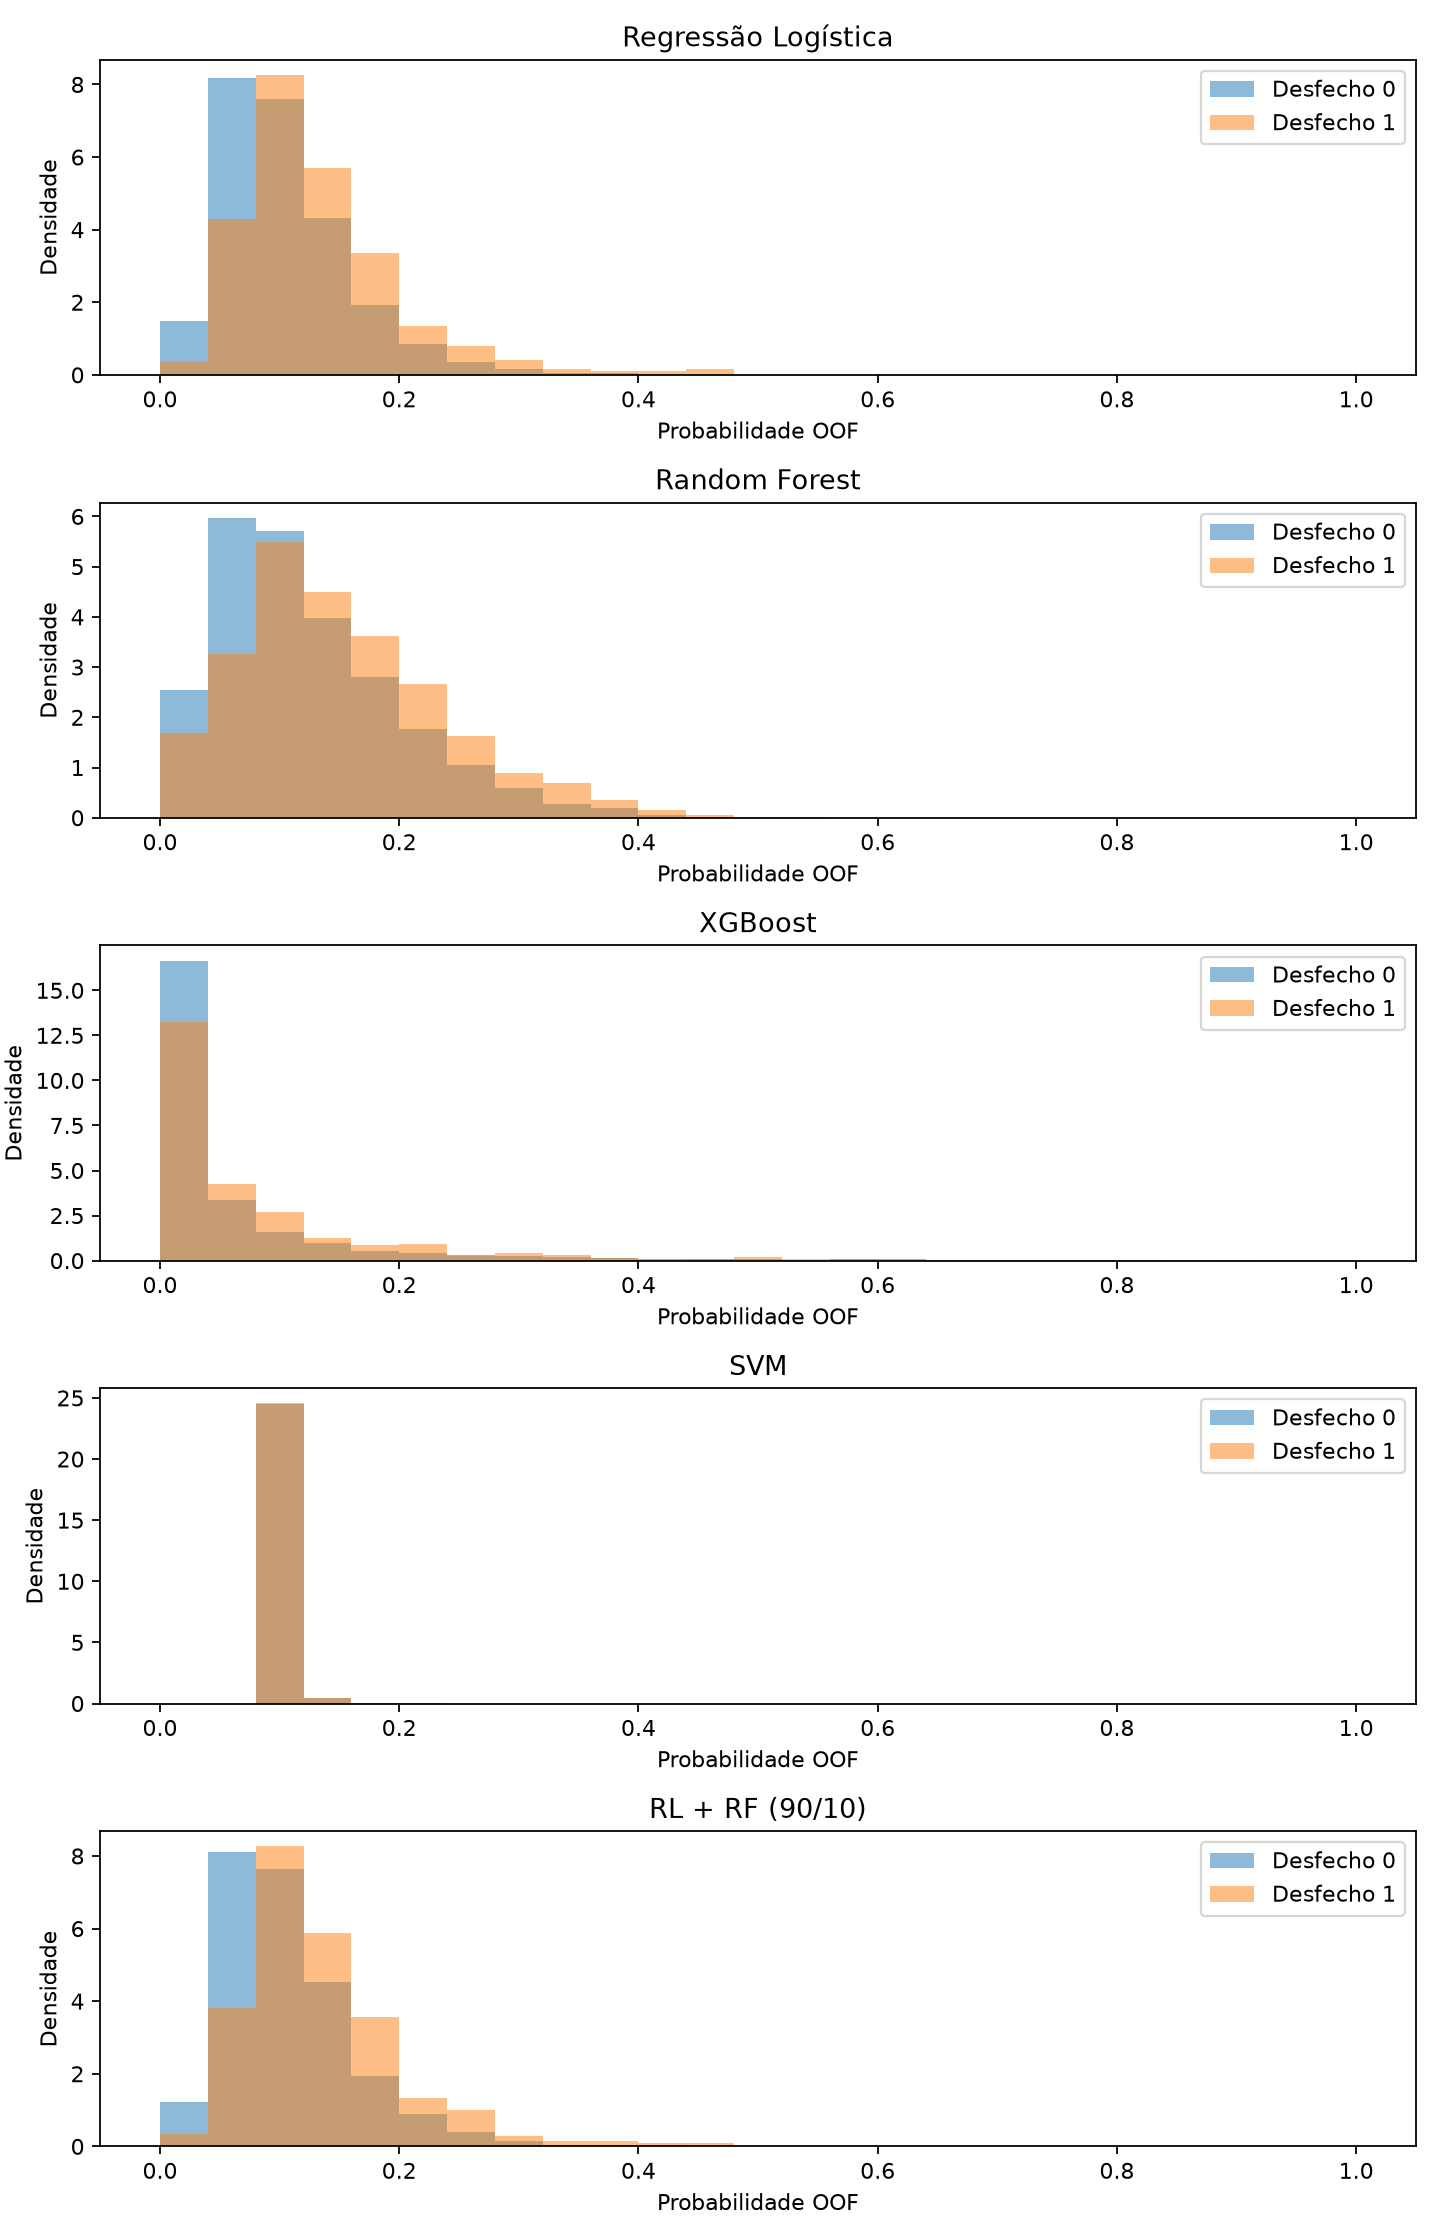 Regressão Logística
Densidade
8
6
4
2
0
Desfecho 0
Desfecho 1
0.0 0.2 0.4 0.6 0.8 1.0
Probabilidade OOF
Random Forest
Densidade
6
5
4
3
2
1
0
Desfecho 0
Desfecho 1
0.0 0.2 0.4 0.6 0.8 1.0
Probabilidade OOF
XGBoost
Densidade
15.0
12.5
10.0
7.5
5.0
2.5
0.0
Desfecho 0
Desfecho 1
0.0 0.2 0.4 0.6 0.8 1.0
Probabilidade OOF
SVM
Densidade
25
20
15
10
5
0
Desfecho 0
Desfecho 1
0.0 0.2 0.4 0.6 0.8 1.0
Probabilidade OOF
RL + RF (90/10)
Densidade
8
6
4
2
0
Desfecho 0
Desfecho 1
0.0 0.2 0.4 0.6 0.8 1.0
Probabilidade OOF